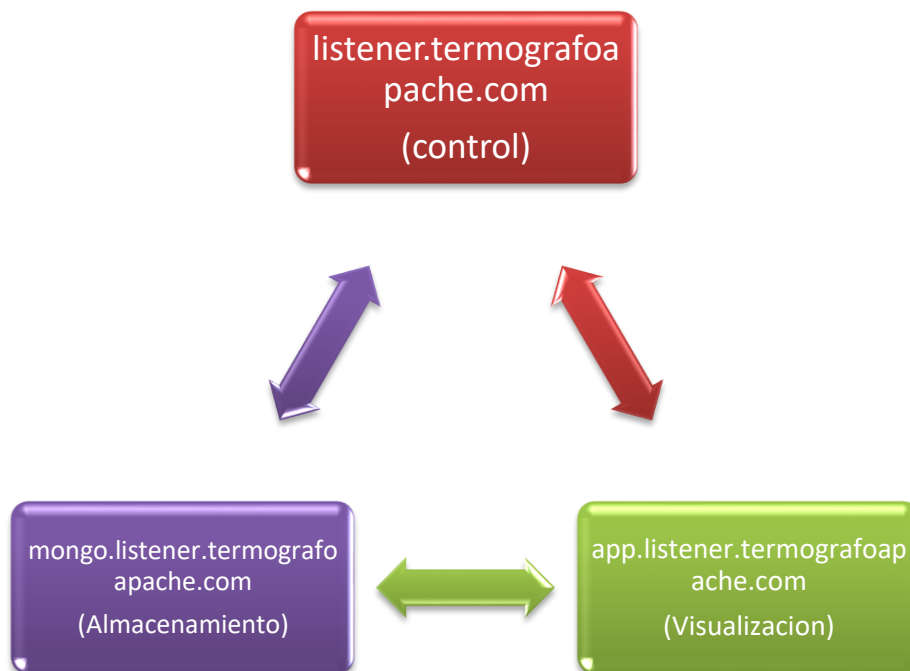 listener.termografoa
pache.com
(control)
mongo.listener.termografo
apache.com
(Almacenamiento)
app.listener.termografoap
ache.com
(Visualizacion)